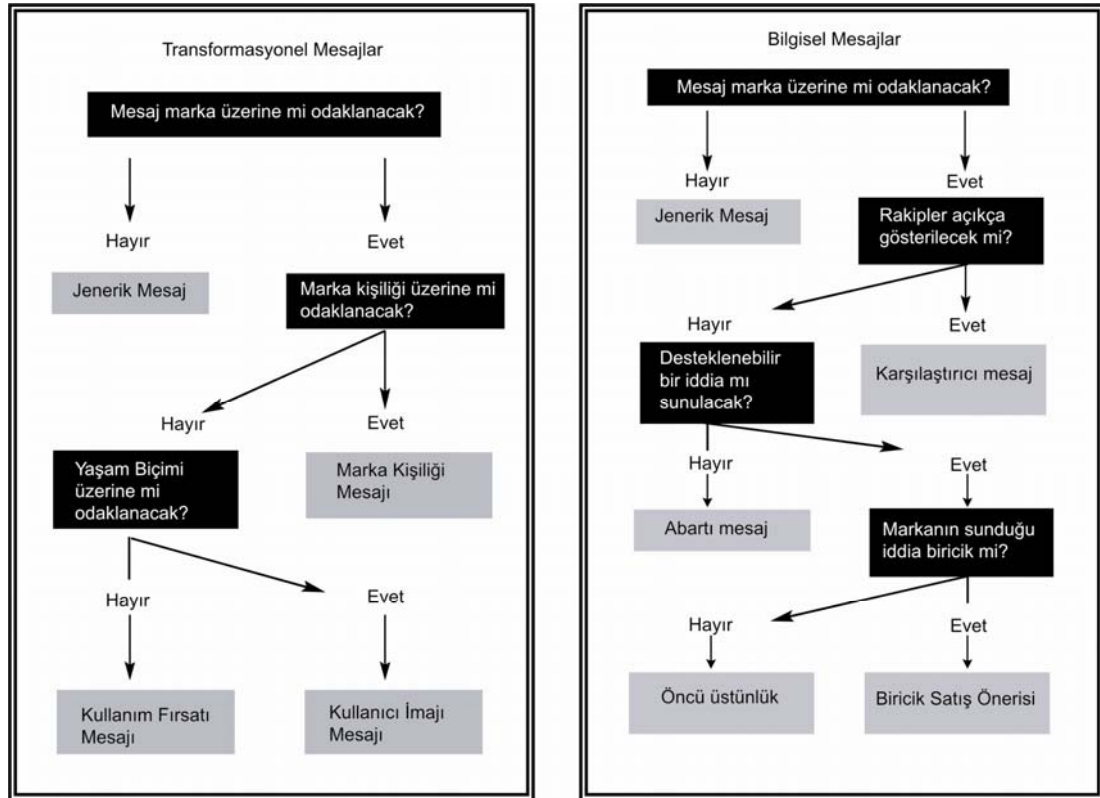 Transformasyonel Mesajlar
Mesaj marka üzerine mi odaklanacak?
Hayır
Evet
Jenerik Mesaj
Marka kişiliği üzerine mi
odaklanacak?
Hayır
Evet
Yaşam Biçimi
üzerine mi
odaklanacak?
Marka Kişiliği
Mesajı
Hayır
Evet
Kullanım Fırsatı
Mesajı
Kullanıcı İmajı
Mesajı
Bilgisel Mesajlar
Mesaj marka üzerine mi odaklanacak?
Hayır
Evet
Jenerik Mesaj
Rakipler açıkça
gösterilecek mi?
Hayır
Evet
Desteklenebilir
bir iddia mı
sunulacak?
Karşılaştırıcı mesaj
Hayır
Evet
Abartı mesaj
Markanın sunduğu
iddia biricik mi?
Hayır
Evet
Öncü üstünlük
Biricik Satış Önerisi